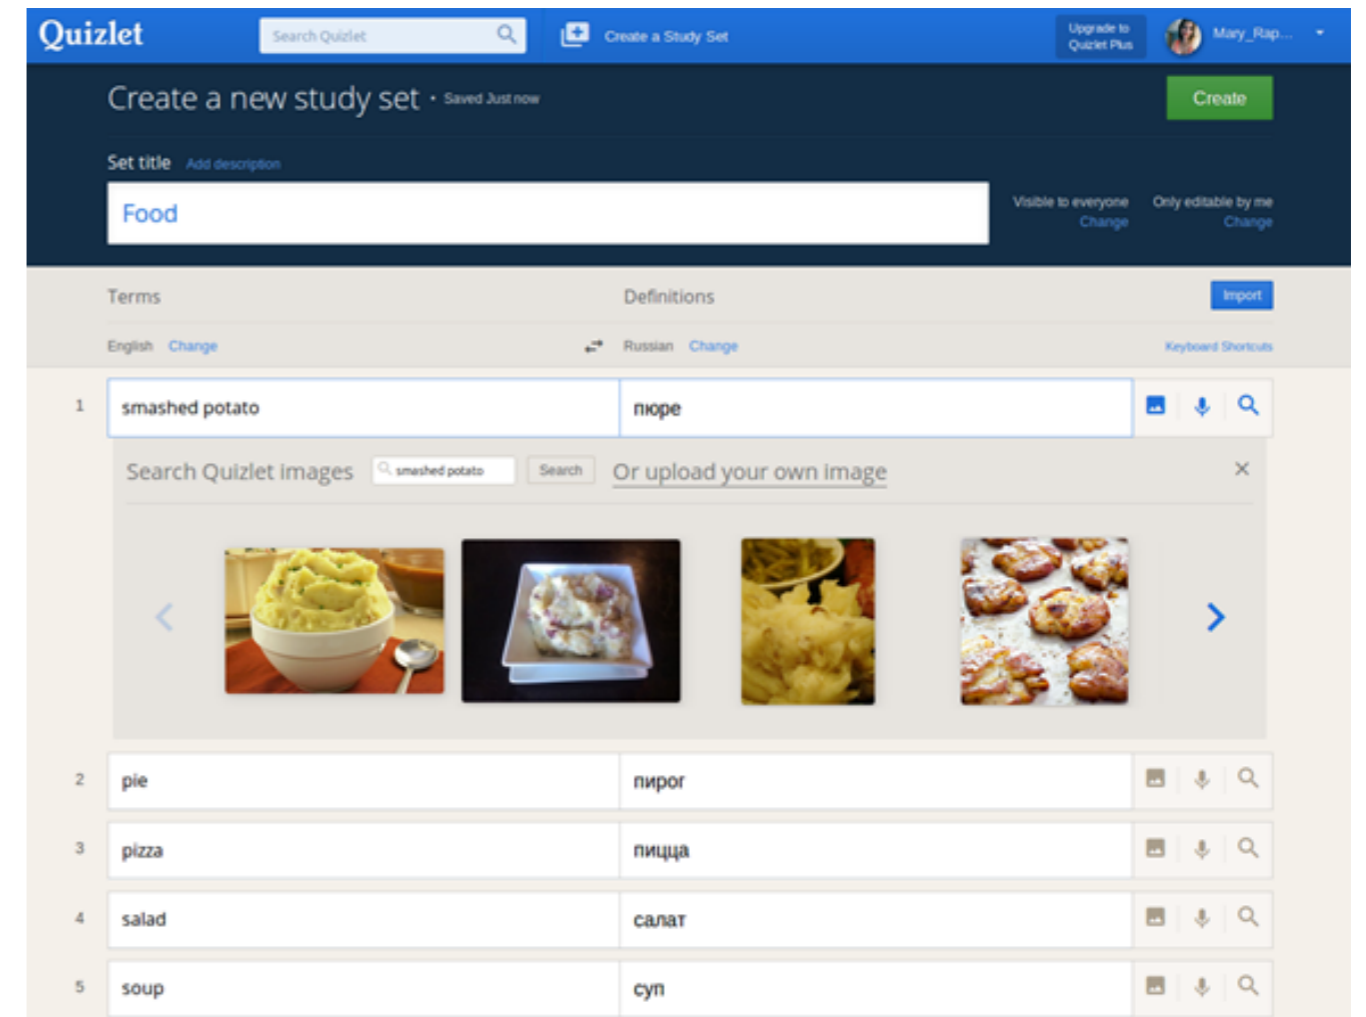 Quizlet
Search Quizlet
Create a Study Set
Upgrade to
Quizlet Plus
Mary_Rap...
Create a new study set • Saved Just now
Create
Set title Add description
Food
Visible to everyone
Change
Only editable by me
Change
Terms
Definitions
Import
English Change
Russian Change
Keyboard Shortcuts
1 smashed potato пюре
Search Quizlet images smashed potato Search Or upload your own image
2 pie пирог
3 pizza пицца
4 salad салат
5 soup суп